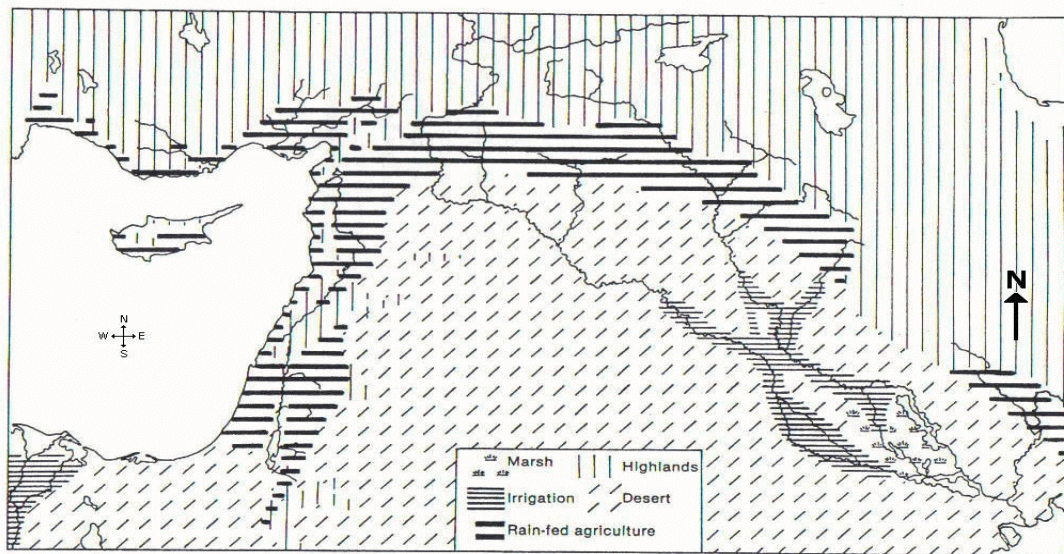 N
W E
S
N
Marsh Highlands
Irrigation Desert
Rain-fed agriculture